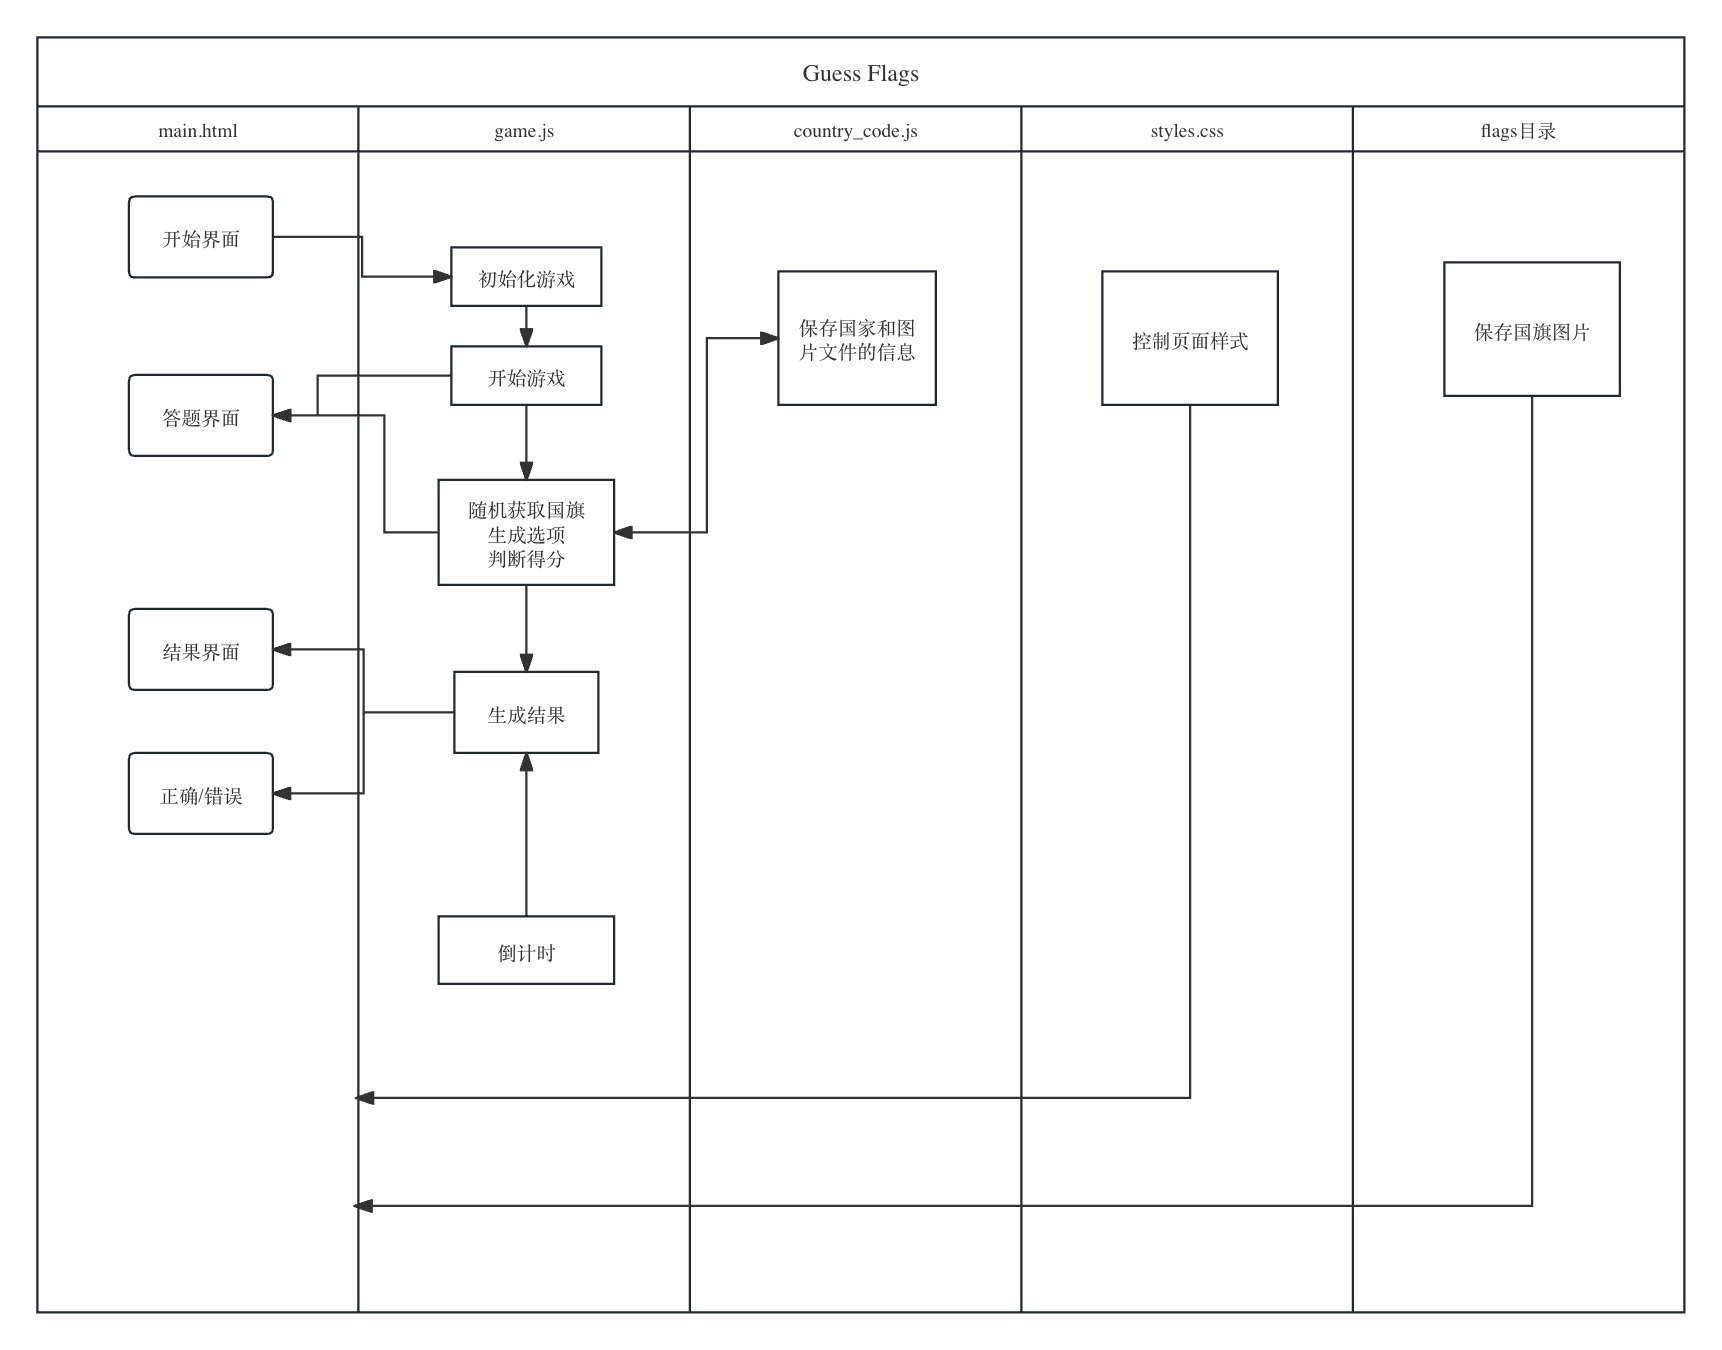 Guess Flags
main.html
game.js
country_code.js
styles.css
flags目录
开始界面
初始化游戏
开始游戏
答题界面
随机获取国旗
生成选项
判断得分
结果界面
生成结果
正确/错误
倒计时
保存国家和图
片文件的信息
控制页面样式
保存国旗图片